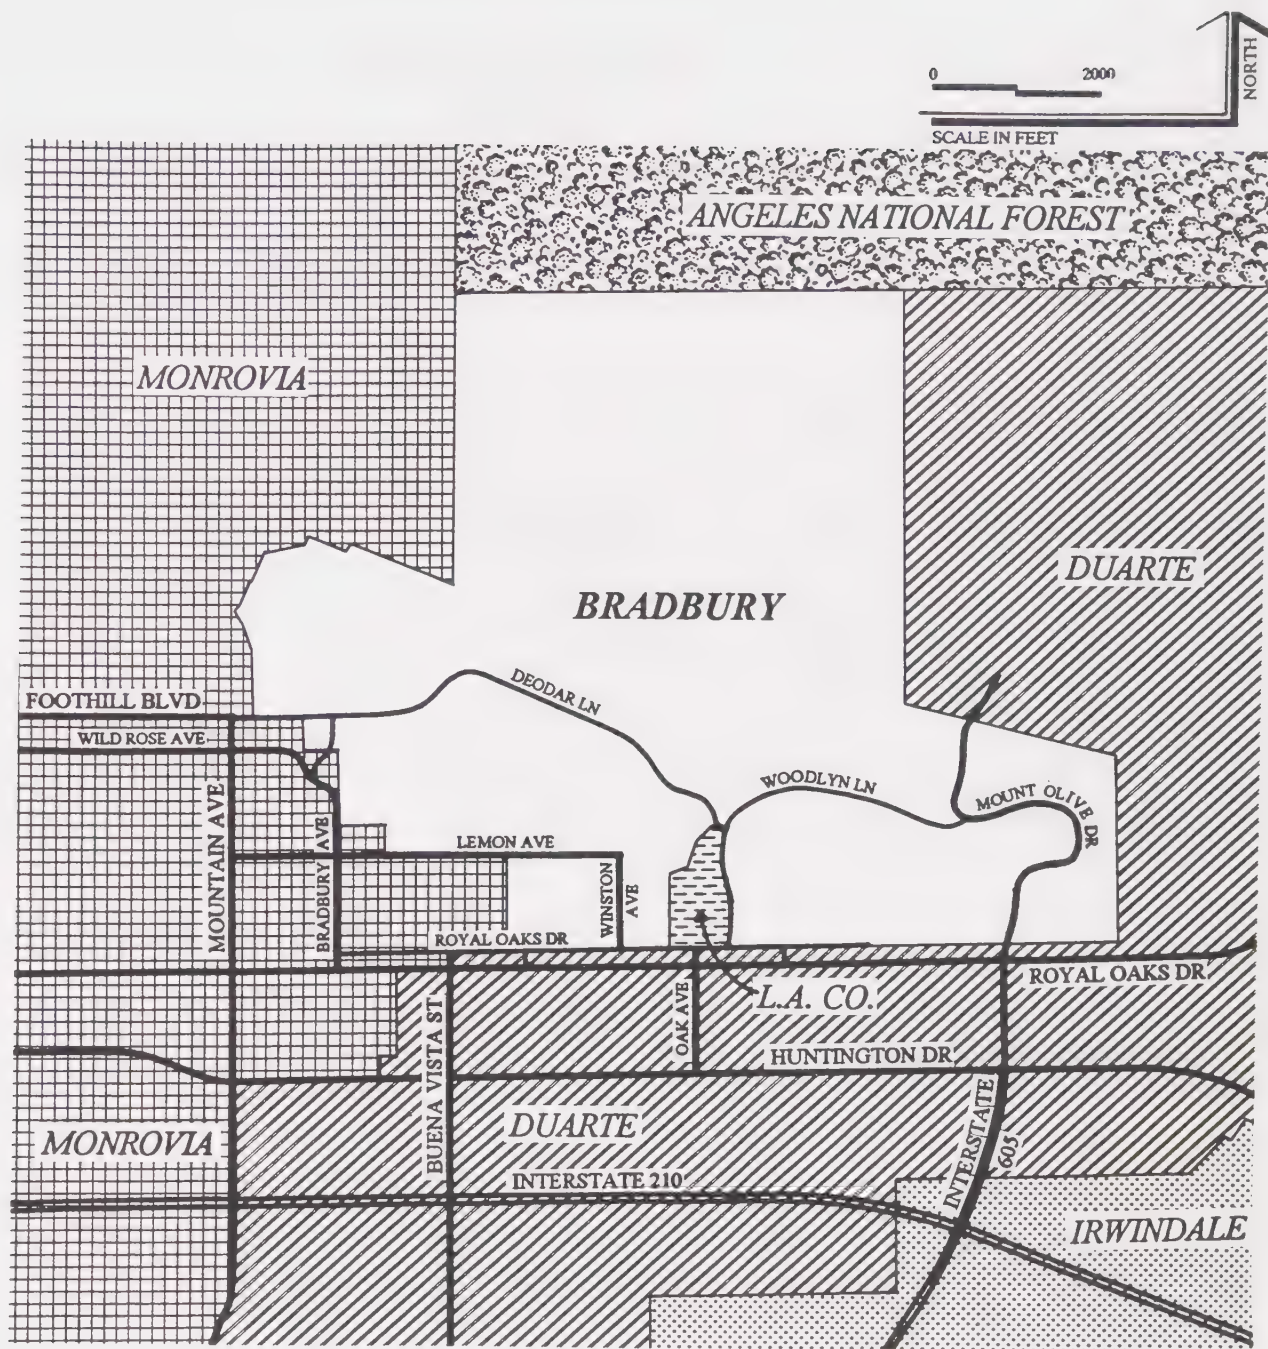 0 2000
NORTH
SCALE IN FEET
ANGELES NATIONAL FOREST
MONROVIA
DUARTE
BRADBURY
DEODAR LN
FOOTHILL BLVD
WILD ROSE AVE
WOODLYN LN
MOUNT OLIVE DR
MOUNTAIN AVE
BRADBURY AVE
LEMON AVE
WINSTON AVE
ROYAL OAKS DR
ROYAL OAKS DR
L.A. CO.
OAK AVE
BUENA VISTA ST
HUNTINGTON DR
DUARTE
MONROVIA
INTERSTATE 605
INTERSTATE 210
IRWINDALE